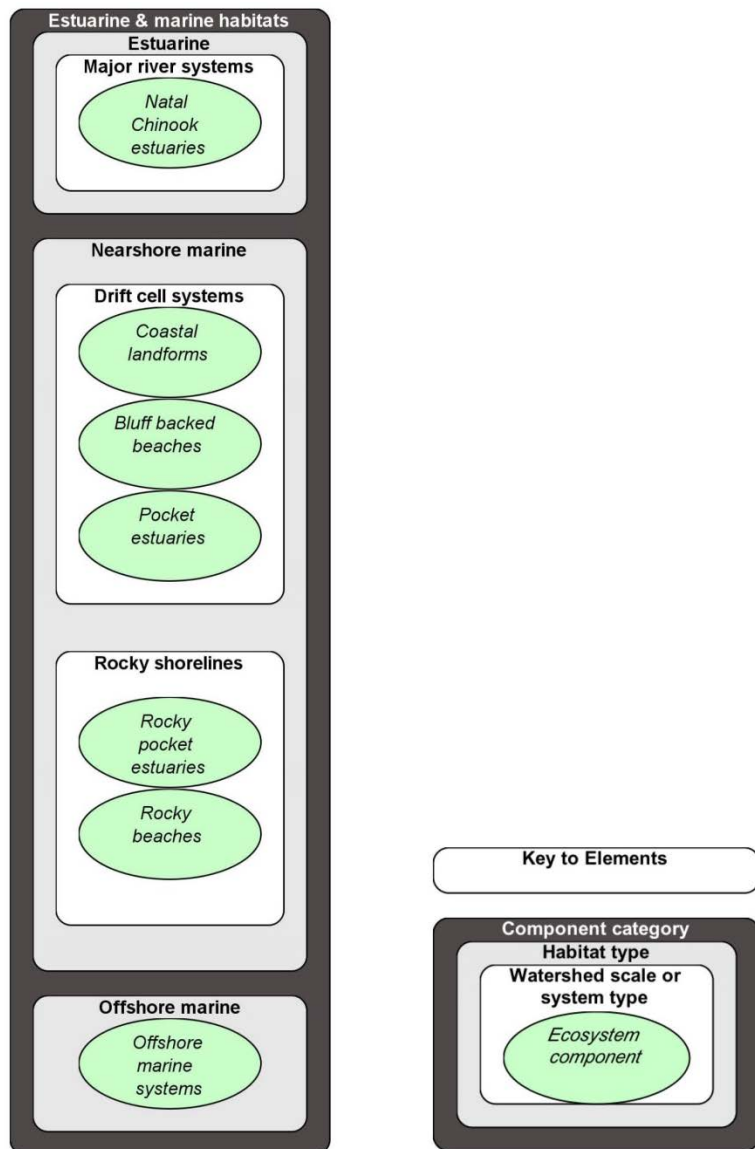 Estuarine & marine habitats
Estuarine
Major river systems
Natal
Chinook
estuaries
Nearshore marine
Drift cell systems
Coastal
landforms
Bluff backed
beaches
Pocket
estuaries
Rocky shorelines
Rocky
pocket
estuaries
Rocky
beaches
Offshore marine
Offshore
marine
systems
Key to Elements
Component category
Habitat type
Watershed scale or
system type
Ecosystem
component